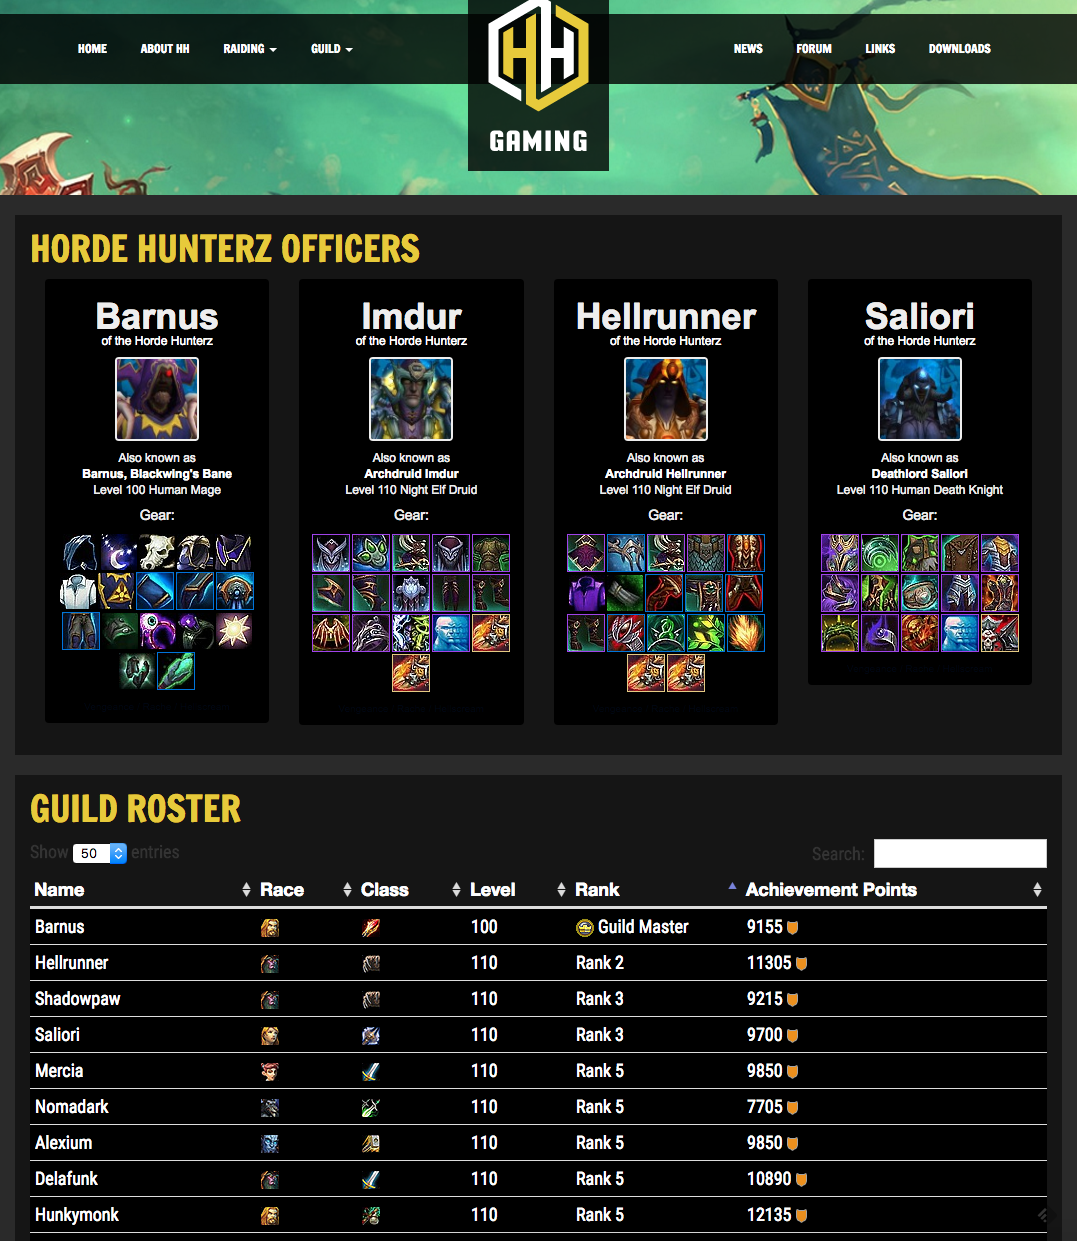 HOME ABOUT HH RAIDING GUILD NEWS FORUM LINKS DOWNLOADS
HH
GAMING
HORDE HUNTERZ OFFICERS
Barnus
of the Horde Hunterz
Also known as
Barnus, Blackwing's Bane
Level 100 Human Mage
Gear:
Imdur
of the Horde Hunterz
Also known as
Archdruid Imdur
Level 110 Night Elf Druid
Gear:
Hellrunner
of the Horde Hunterz
Also known as
Archdruid Hellrunner
Level 110 Night Elf Druid
Gear:
Saliori
of the Horde Hunterz
Also known as
Deathlord Saliori
Level 110 Human Death Knight
Gear:
GUILD ROSTER
Show 50 entries Search:
Name Race Class Level Rank Achievement Points
Barnus 100 Guild Master 9155
Hellrunner 110 Rank 2 11305
Shadowpaw 110 Rank 3 9215
Saliori 110 Rank 3 9700
Mercia 110 Rank 5 9850
Nomadark 110 Rank 5 7705
Alexium 110 Rank 5 9850
Delafunk 110 Rank 5 10890
Hunkymonk 110 Rank 5 12135